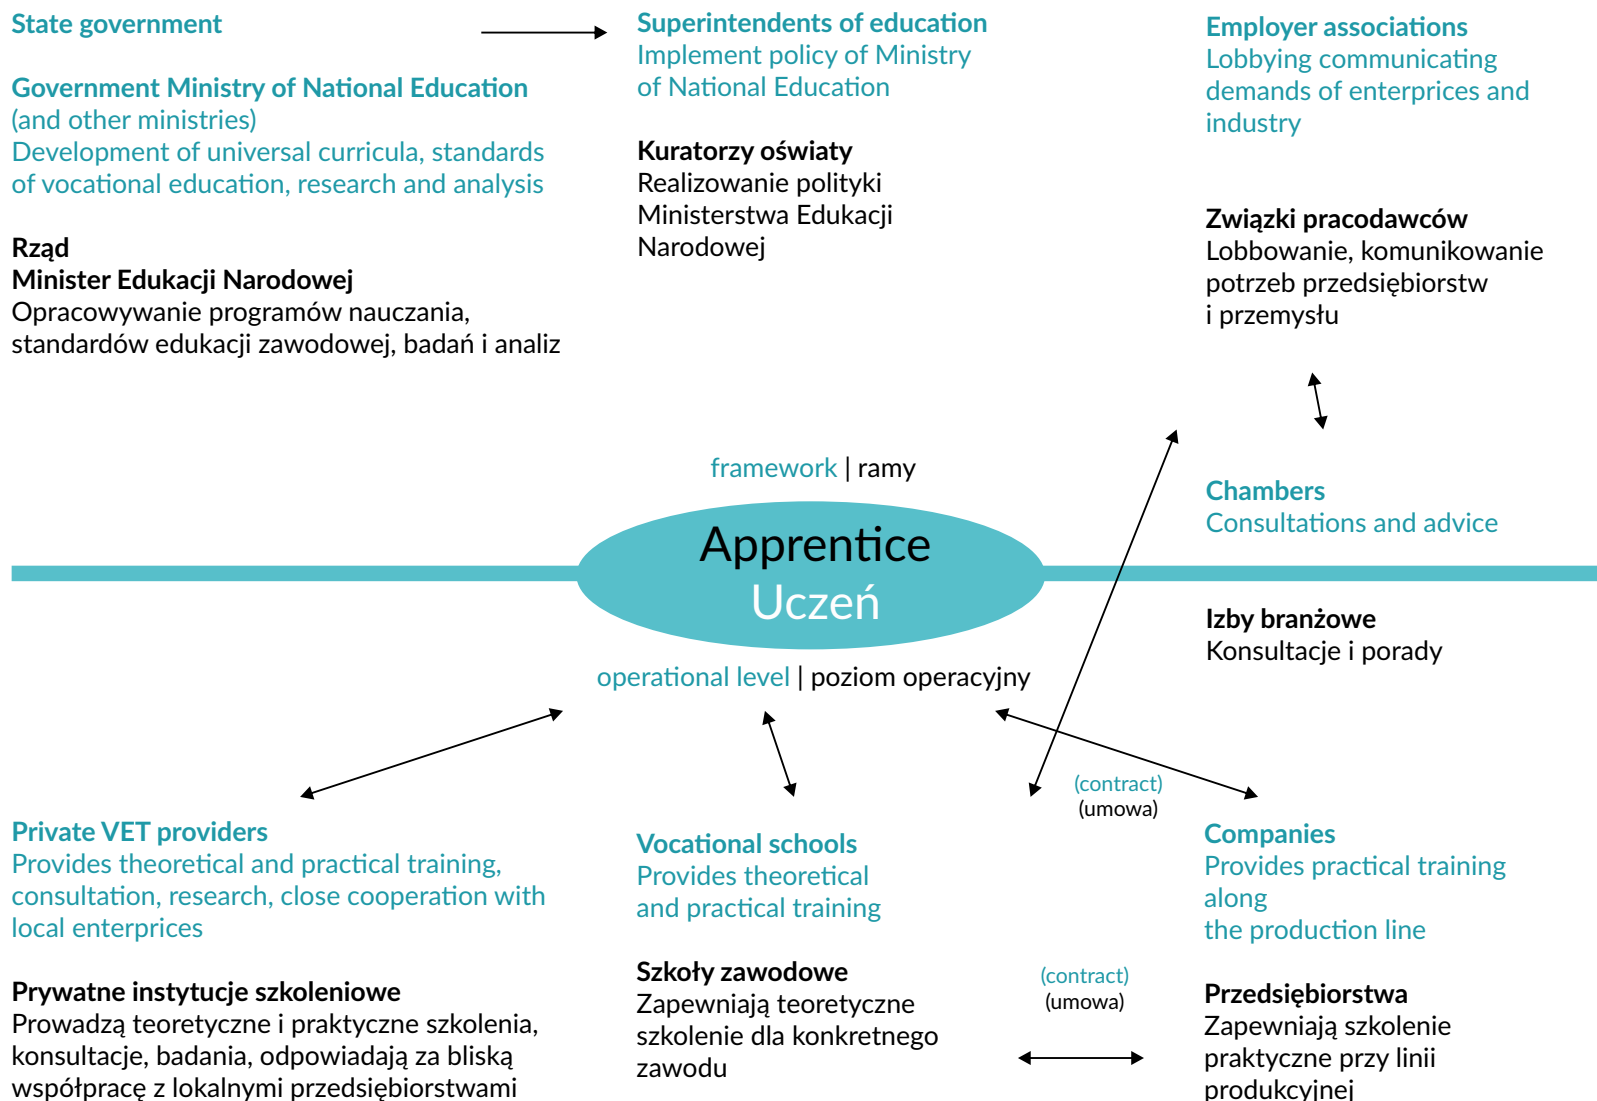 State government
Government Ministry of National Education
(and other ministries)
Development of universal curricula, standards
of vocational education, research and analysis
Rząd
Minister Edukacji Narodowej
Opracowywanie programów nauczania,
standardów edukacji zawodowej, badań i analiz
Superintendents of education
Implement policy of Ministry
of National Education
Kuratorzy oświaty
Realizowanie polityki
Ministerstwa Edukacji
Narodowej
Employer associations
Lobbying communicating
demands of enterprices and
industry
Związki pracodawców
Lobbowanie, komunikowanie
potrzeb przedsiębiorstw
i przemysłu
framework | ramy
Apprentice
Uczeń
operational level | poziom operacyjny
Chambers
Consultations and advice
Izby branżowe
Konsultacje i porady
Private VET providers
Provides theoretical and practical training,
consultation, research, close cooperation with
local enterprices
Prywatne instytucje szkoleniowe
Prowadzą teoretyczne i praktyczne szkolenia,
konsultacje, badania, odpowiadają za bliską
współpracę z lokalnymi przedsiębiorstwami
Vocational schools
Provides theoretical
and practical training
Szkoły zawodowe
Zapewniają teoretyczne
szkolenie dla konkretnego
zawodu
(contract)
(umowa)
(contract)
(umowa)
Companies
Provides practical training
along
the production line
Przedsiębiorstwa
Zapewniają szkolenie
praktyczne przy linii
produkcyjnej